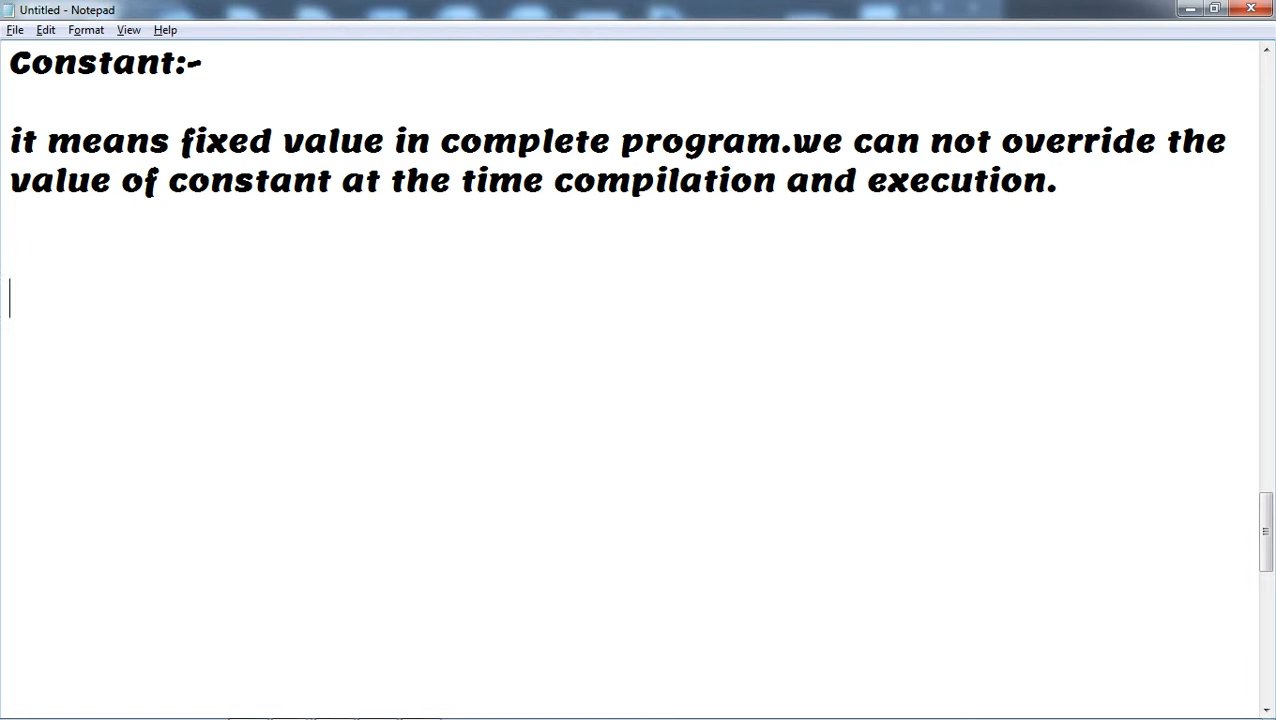 Untitled - Notepad
File Edit Format View Help
Constant:-
it means fixed value in complete program.we can not override the
value of constant at the time compilation and execution.